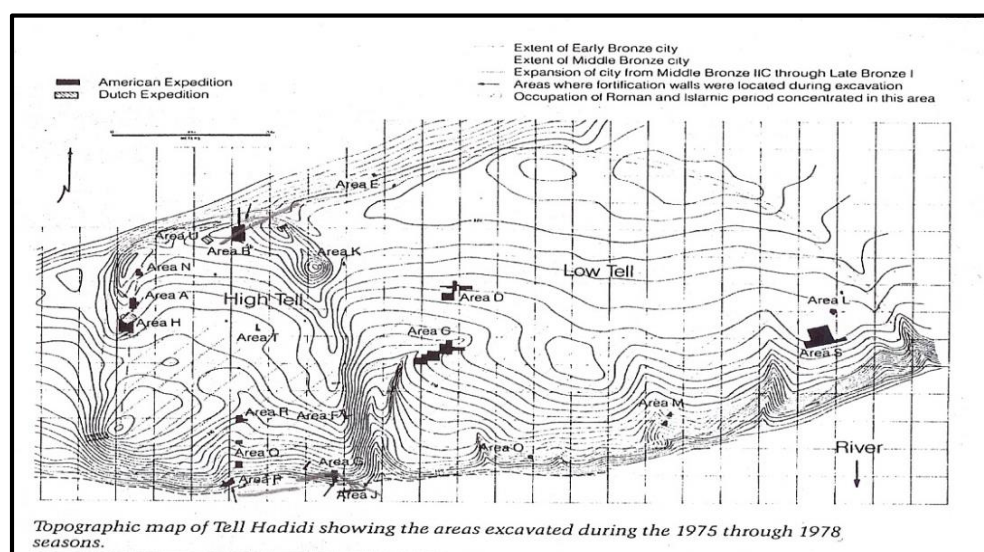 Extent of Early Bronze city
Extent of Middle Bronze city
Expansion of city from Middle Bronze IIC through Late Bronze I
Areas where fortification walls were located during excavation
Occupation of Roman and Islamic period concentrated in this area
American Expedition
Dutch Expedition
Area E
Area U
Area B
Area K
Area N
Low Tell
Area A
High Tell
Area D
Area L
Area H
Area T
Area G
Area S
Area R
Area F
Area M
Area Q
Area O
River
Area P
Area J
Topographic map of Tell Hadidi showing the areas excavated during the 1975 through 1978
seasons.